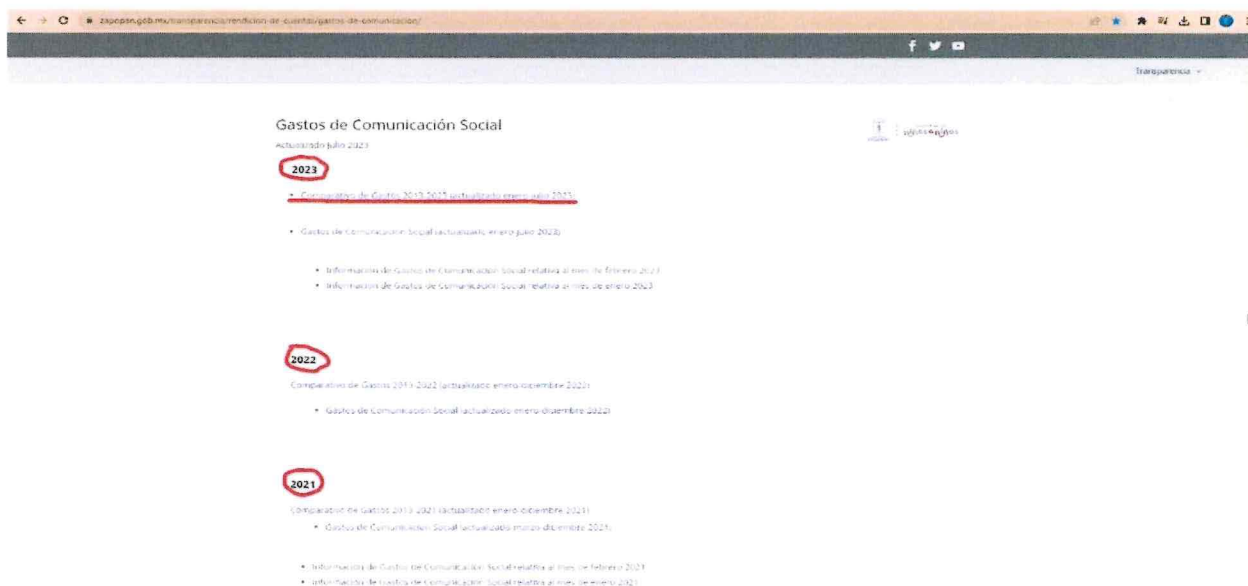 zapopan.gob.mx/transparencia/rendicion-de-cuentas/gastos-de-comunicacion/
Transparencia
Gastos de Comunicación Social
Actualizado Julio 2023
2023
Comparativo de Gastos 2013-2023 (actualizado enero-julio 2023)
Gastos de Comunicación Social (actualizado enero-julio 2023)
Información de Gastos de Comunicación Social relativa al mes de febrero 2023
Información de Gastos de Comunicación Social relativa al mes de enero 2023
2022
Comparativo de Gastos 2013-2022 (actualizado enero-diciembre 2022)
Gastos de Comunicación Social (actualizado enero-diciembre 2022)
2021
Comparativo de Gastos 2013-2021 (actualizado enero-diciembre 2021)
Gastos de Comunicación Social (actualizado marzo-diciembre 2021)
Información de Gastos de Comunicación Social relativa al mes de febrero 2021
Información de Gastos de Comunicación Social relativa al mes de enero 2021